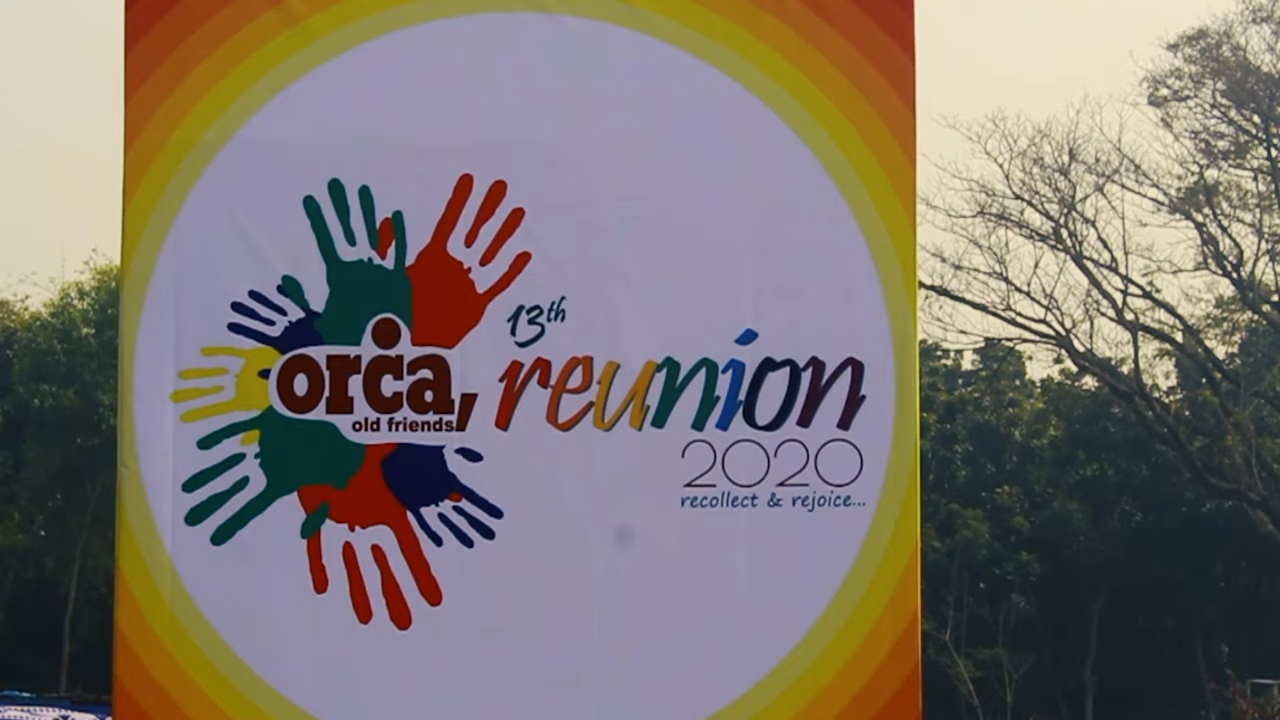 13th
orca,
old friends
reunion
2020
recollect & rejoice...